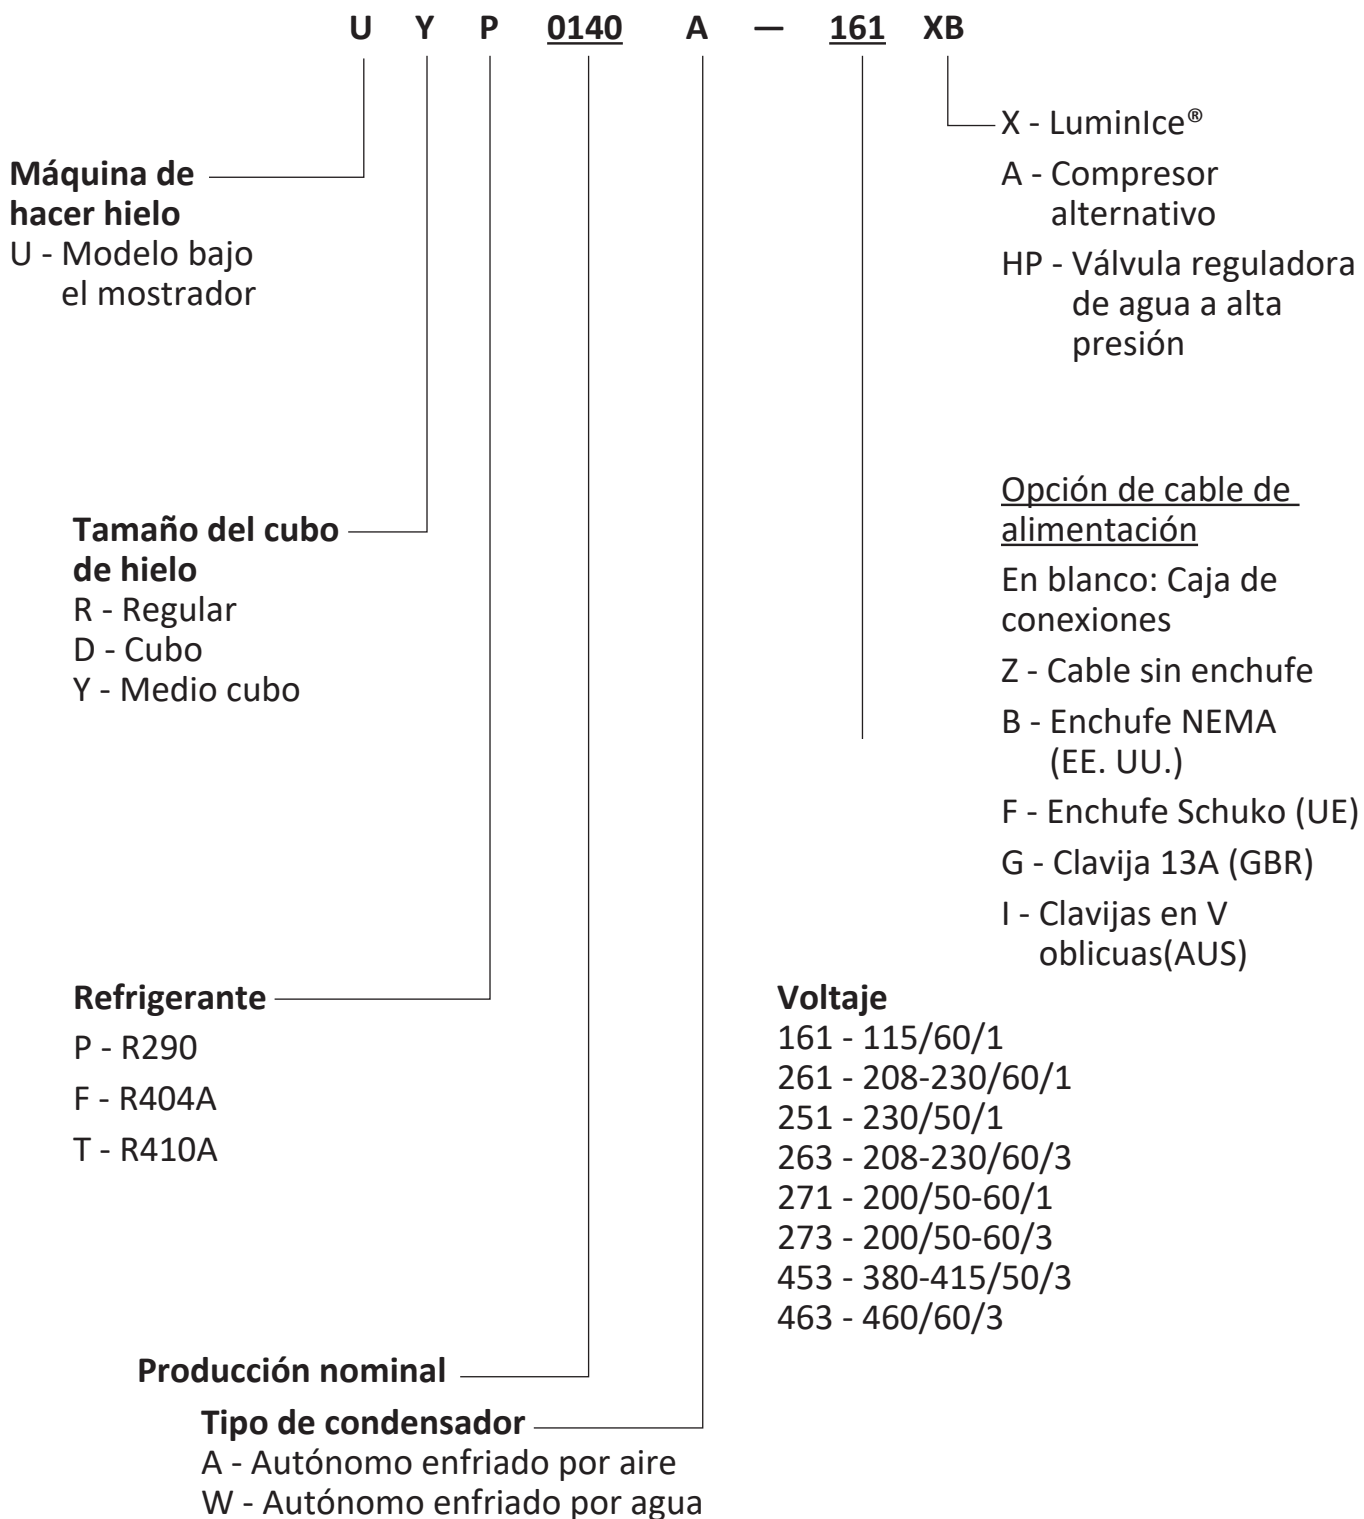 U Y P 0140 A — 161 XB
Máquina de
hacer hielo
U - Modelo bajo
el mostrador
X - LuminIce®
A - Compresor
alternativo
HP - Válvula reguladora
de agua a alta
presión
Tamaño del cubo
de hielo
R - Regular
D - Cubo
Y - Medio cubo
Opción de cable de
alimentación
En blanco: Caja de
conexiones
Z - Cable sin enchufe
B - Enchufe NEMA
(EE. UU.)
F - Enchufe Schuko (UE)
G - Clavija 13A (GBR)
I - Clavijas en V
oblicuas(AUS)
Refrigerante
P - R290
F - R404A
T - R410A
Voltaje
161 - 115/60/1
261 - 208-230/60/1
251 - 230/50/1
263 - 208-230/60/3
271 - 200/50-60/1
273 - 200/50-60/3
453 - 380-415/50/3
463 - 460/60/3
Producción nominal
Tipo de condensador
A - Autónomo enfriado por aire
W - Autónomo enfriado por agua